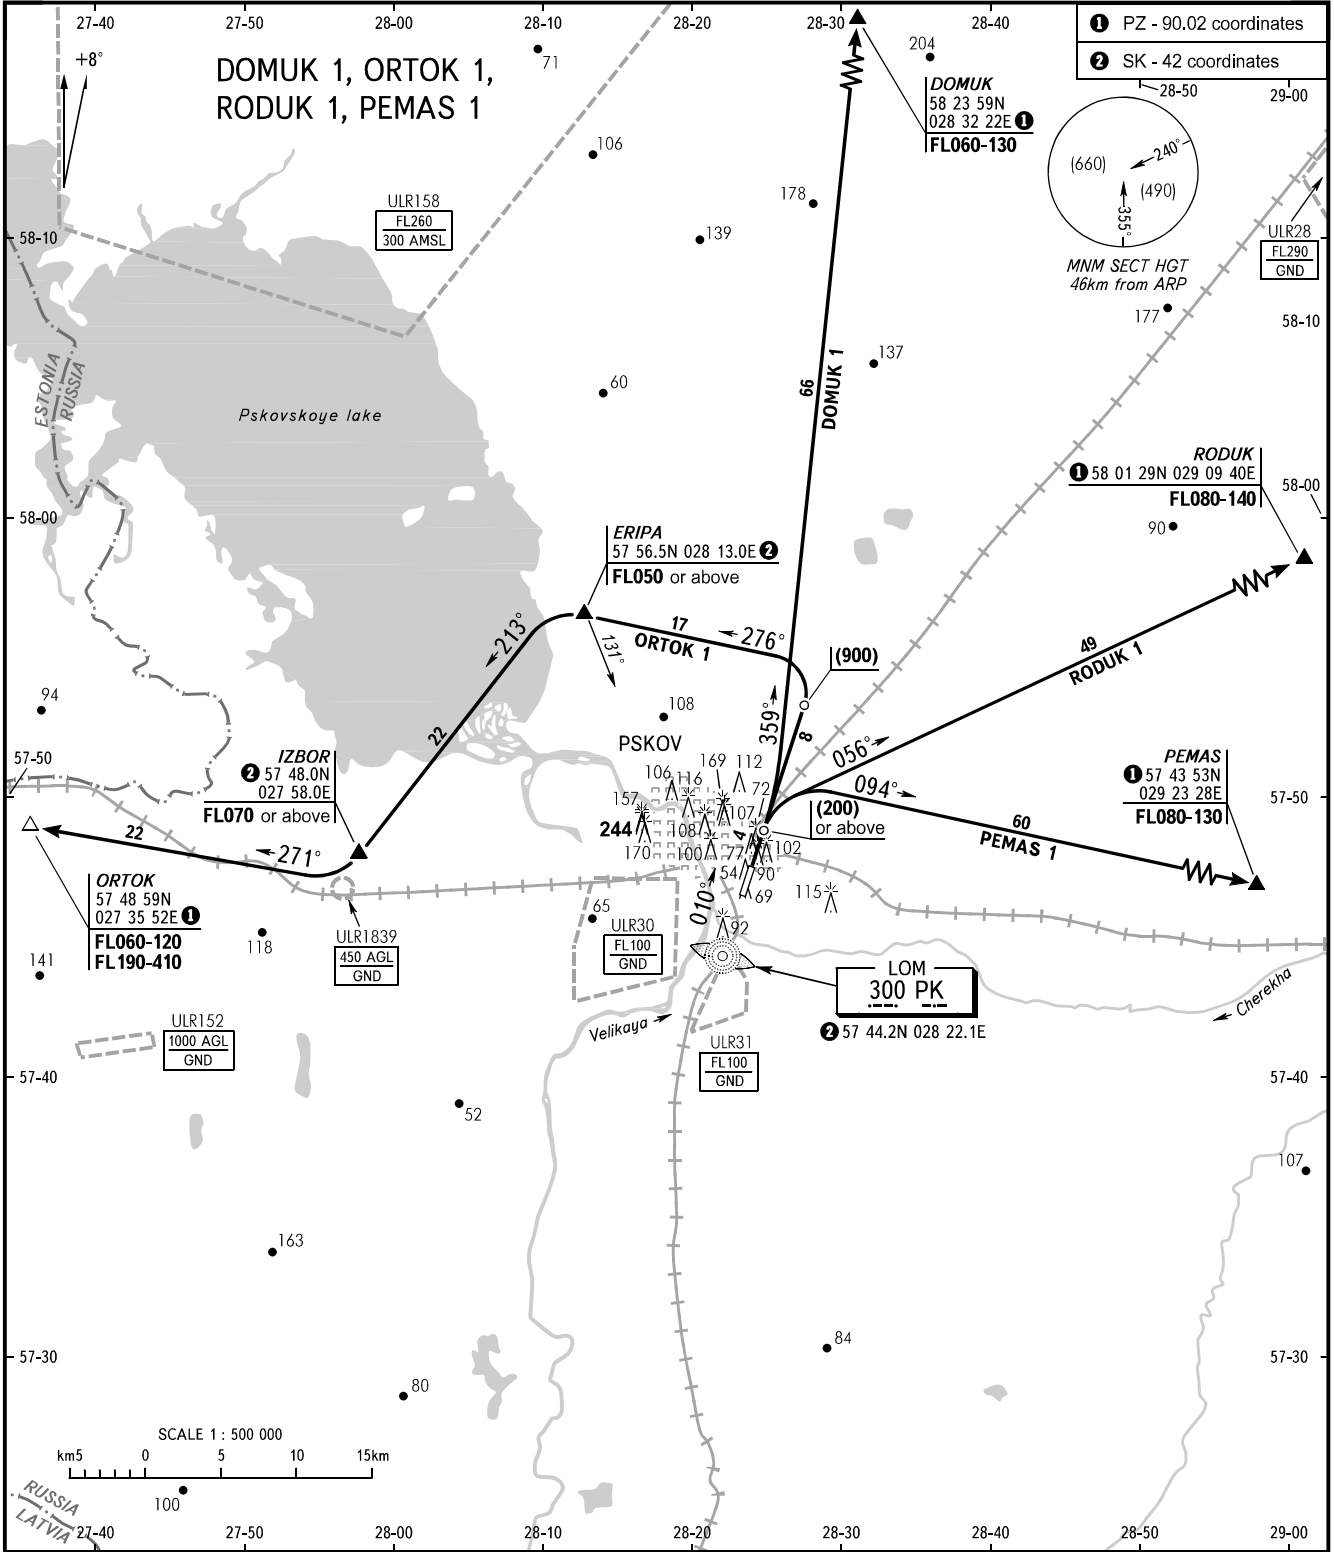 27-40 27-50 28-00 28-10 28-20 28-30 28-40
❶ PZ - 90.02 coordinates
❷ SK - 42 coordinates
28-50 29-00
+8°
DOMUK 1, ORTOK 1,
RODUK 1, PEMAS 1
71
204
DOMUK
58 23 59N
028 32 22E ❶
FL060-130
106
178
139
(660)
240°
(490)
355°
MNM SECT HGT
46km from ARP
ULR158
FL260
300 AMSL
ULR28
FL290
GND
58-10
58-10
177
137
60
66
DOMUK 1
ESTONIA
RUSSIA
Pskovskoye lake
RODUK
❶ 58 01 29N 029 09 40E
FL080-140
58-00
58-00
90
ERIPA
57 56.5N 028 13.0E ❷
FL050 or above
17
ORTOK 1
276°
213°
131°
(900)
49
RODUK 1
94
108
359°
8
22
PSKOV
056°
094°
57-50
IZBOR
❷ 57 48.0N
027 58.0E
FL070 or above
PEMAS
❶ 57 43 53N
029 23 28E
FL080-130
106 116 169 112
157 72
107
244 108
170 100 77 4 102
54 90
69
(200)
or above
57-50
60
PEMAS 1
22
271°
010°
115
ORTOK
57 48 59N
027 35 52E ❶
FL060-120
FL190-410
118
141
ULR1839
450 AGL
GND
65
ULR30
FL100
GND
92
LOM
300 PK
❷ 57 44.2N 028 22.1E
Cherekha
Velikaya
ULR152
1000 AGL
GND
ULR31
FL100
GND
57-40
57-40
52
107
163
84
57-30
57-30
80
SCALE 1 : 500 000
km5 0 5 10 15km
100
RUSSIA
LATVIA
27-40 27-50 28-00 28-10 28-20 28-30 28-40 28-50 29-00